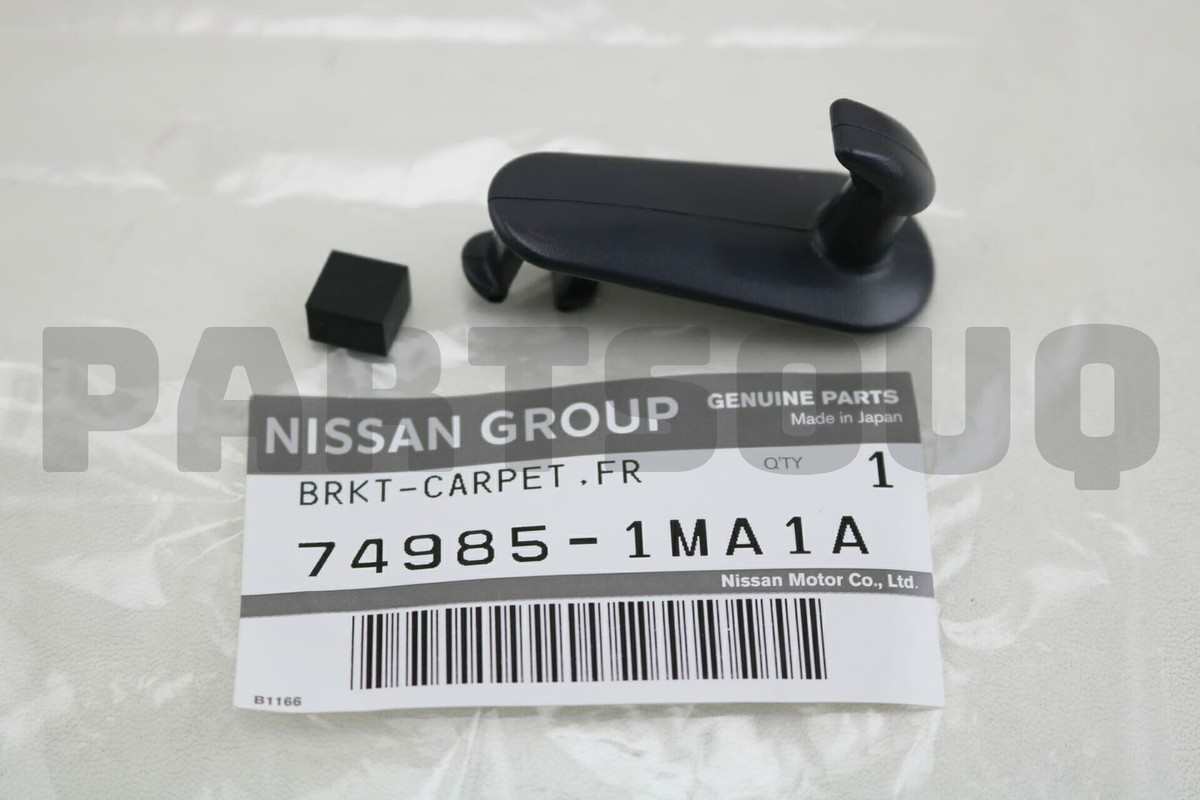 PARTSOUQ
NISSAN GROUP
GENUINE PARTS
Made in Japan
BRKT-CARPET,FR
Q'TY 1
74985-1MA1A
Nissan Motor Co., Ltd.
B1166